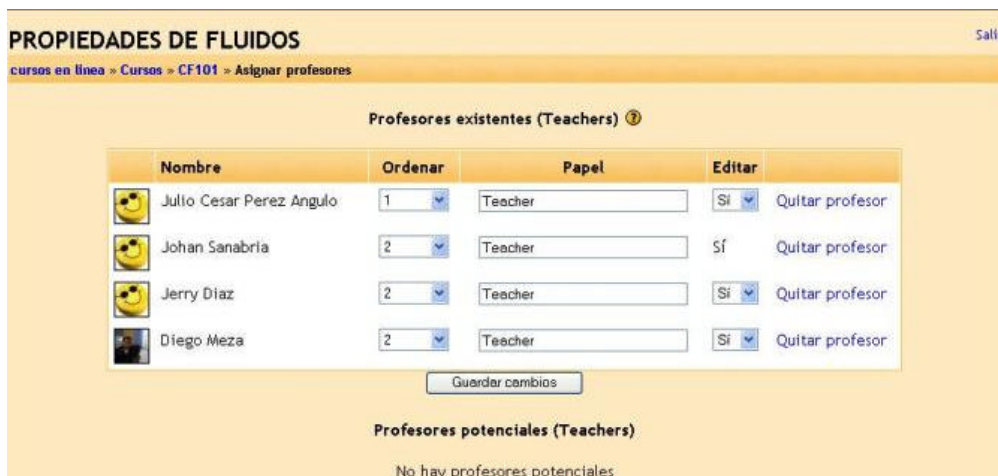 PROPIEDADES DE FLUIDOS
Sali
cursos en linea » Cursos » CF101 » Asignar profesores
Profesores existentes (Teachers) ?
Nombre Ordenar Papel Editar
Julio Cesar Perez Angulo 1 Teacher Sí Quitar profesor
Johan Sanabria 2 Teacher Sí Quitar profesor
Jerry Diaz 2 Teacher Sí Quitar profesor
Diego Meza 2 Teacher Sí Quitar profesor
Guardar cambios
Profesores potenciales (Teachers)
No hay profesores potenciales